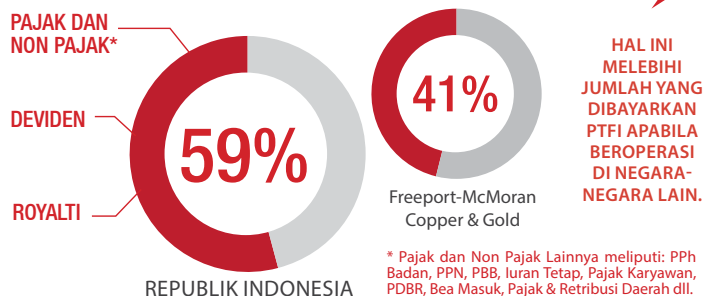 PAJAK DAN
NON PAJAK*
DEVIDEN
ROYALTI
59%
REPUBLIK INDONESIA
41%
Freeport-McMoran
Copper & Gold
HAL INI
MELEBIHI
JUMLAH YANG
DIBAYARKAN
PTFI APABILA
BEROPERASI
DI NEGARA-
NEGARA LAIN.
* Pajak dan Non Pajak Lainnya meliputi: PPh
Badan, PPN, PBB, Iuran Tetap, Pajak Karyawan,
PDBR, Bea Masuk, Pajak & Retribusi Daerah dll.